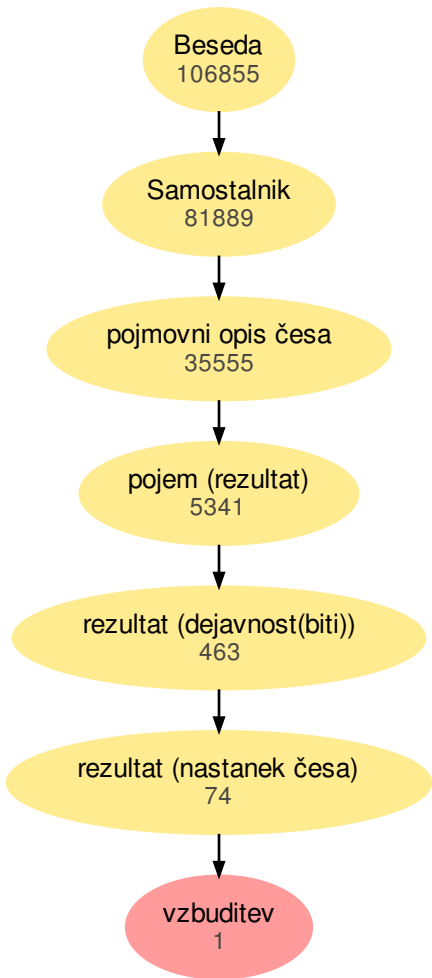 Beseda
106855
Samostalnik
81889
pojmovni opis česa
35555
pojem (rezultat)
5341
rezultat (dejavnost(biti))
463
rezultat (nastanek česa)
74
vzbuditev
1